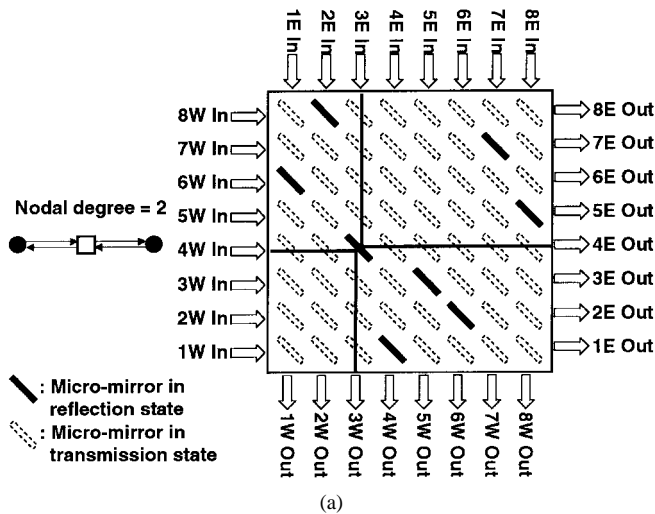 1E In
2E In
3E In
4E In
5E In
6E In
7E In
8E In
8W In
7W In
6W In
5W In
4W In
3W In
2W In
1W In
8E Out
7E Out
6E Out
5E Out
4E Out
3E Out
2E Out
1E Out
Nodal degree = 2
: Micro-mirror in
reflection state
: Micro-mirror in
transmission state
1W Out
2W Out
3W Out
4W Out
5W Out
6W Out
7W Out
8W Out
(a)